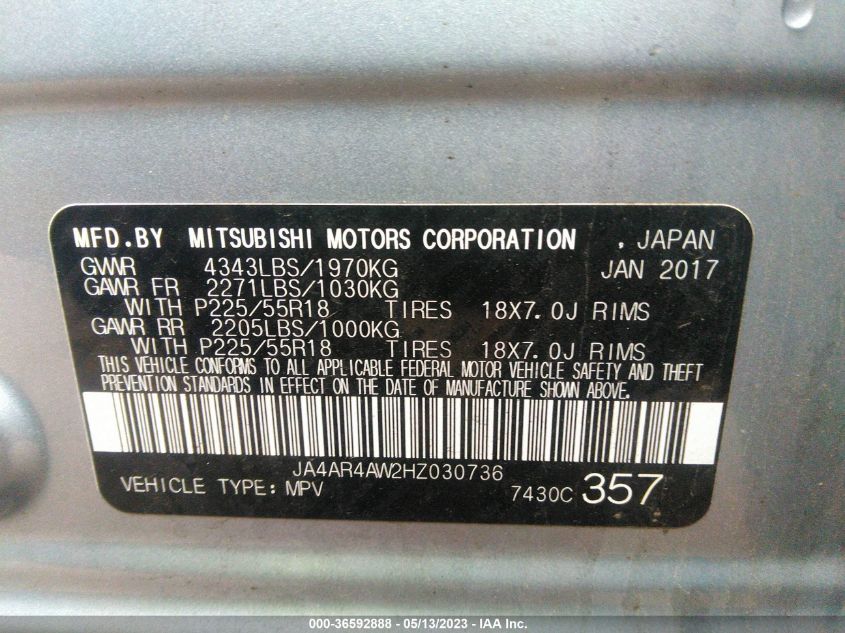 MFD.BY MITSUBISHI MOTORS CORPORATION , JAPAN
GWR 4343LBS/1970KG JAN 2017
GAWR FR 2271LBS/1030KG
WITH P225/55R18 TIRES 18X7.0J RIMS
GAWR RR 2205LBS/1000KG
WITH P225/55R18 TIRES 18X7.0J RIMS
THIS VEHICLE CONFORMS TO ALL APPLICABLE FEDERAL MOTOR VEHICLE SAFETY AND THEFT
PREVENTION STANDARDS IN EFFECT ON THE DATE OF MANUFACTURE SHOWN ABOVE.
JA4AR4AW2HZ030736
VEHICLE TYPE: MPV 7430C 357
000-36592888 - 05/13/2023 - IAA Inc.